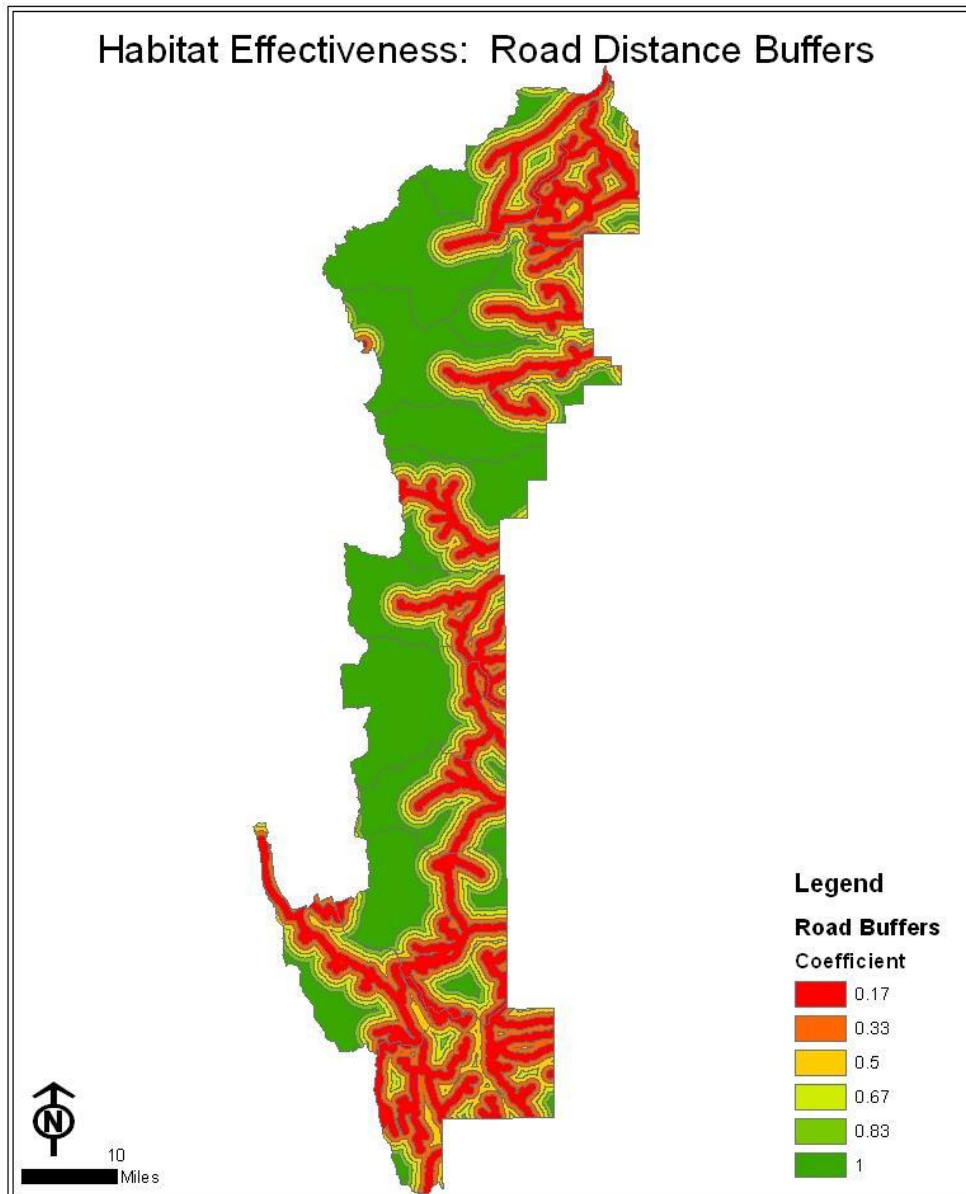 Habitat Effectiveness:  Road Distance Buffers
Legend
Road Buffers
Coefficient
0.17
0.33
0.5
0.67
0.83
1
N
10
Miles